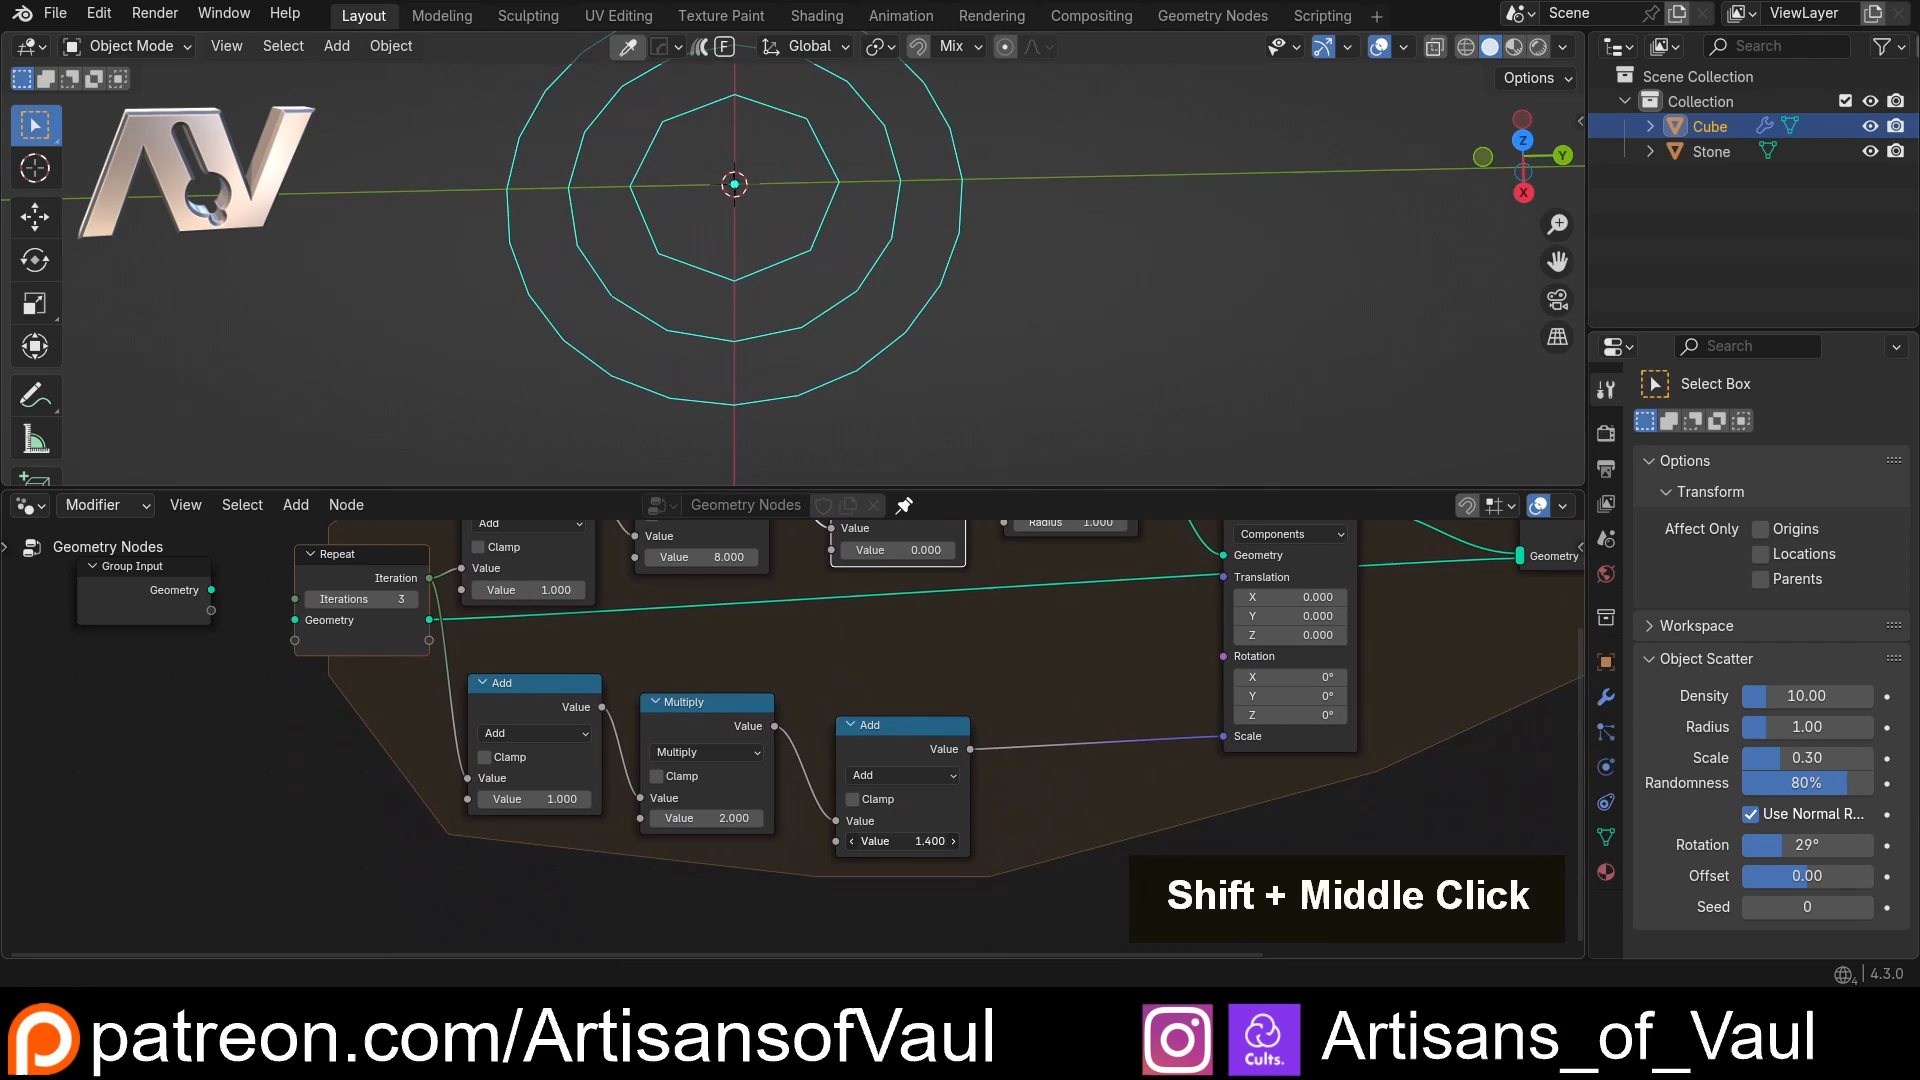 File Edit Render Window Help Layout Modeling Sculpting UV Editing Texture Paint Shading Animation Rendering Compositing Geometry Nodes Scripting + Scene ViewLayer
Object Mode View Select Add Object F Global Mix Search
Options
Scene Collection
Collection
Cube
Stone
AV
Z
Y
X
Search
Select Box
Options
Transform
Affect Only Origins
Locations
Parents
Workspace
Object Scatter
Density 10.00
Radius 1.00
Scale 0.30
Randomness 80%
Use Normal R...
Rotation 29°
Offset 0.00
Seed 0
Modifier View Select Add Node Geometry Nodes
Geometry Nodes
Group Input
Geometry
Repeat
Iteration
Iterations 3
Geometry
Add
Clamp
Value
Value 1.000
Value
Value 8.000
Value
Value 0.000
Radius 1.000
Components
Geometry
Translation
X 0.000
Y 0.000
Z 0.000
Rotation
X 0°
Y 0°
Z 0°
Scale
Geometry
Add
Value
Add
Clamp
Value
Value 1.000
Multiply
Value
Multiply
Clamp
Value
Value 2.000
Add
Value
Add
Clamp
Value
Value 1.400
Shift + Middle Click
4.3.0
patreon.com/ArtisansofVaul
Cults.
Artisans_of_Vaul